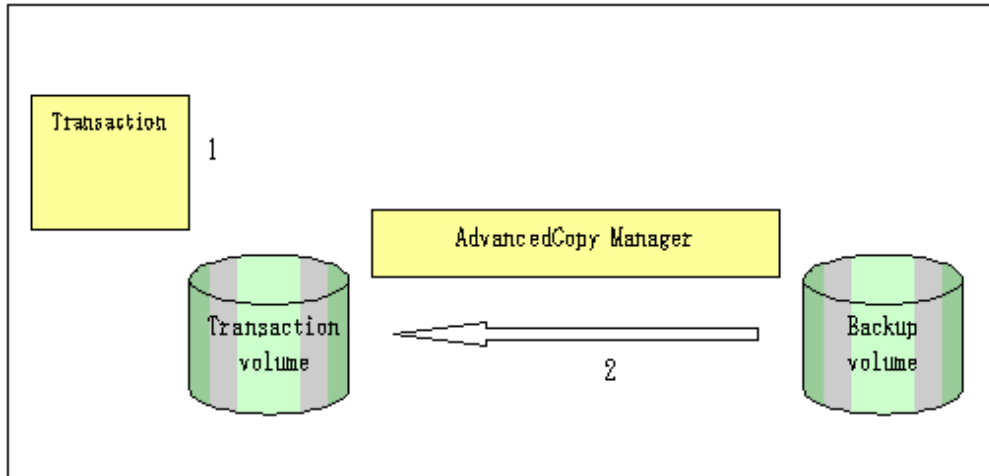 Transaction
1
AdvancedCopy Manager
Transaction
volume
2
Backup
volume